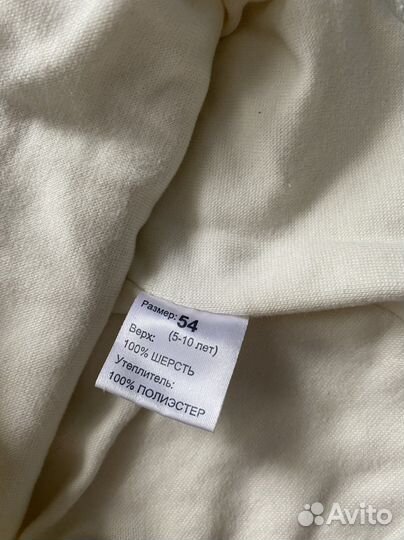 Размер: 54
Верх: (5-10 лет)
100% ШЕРСТЬ
Утеплитель:
100% ПОЛИЭСТЕР
Avito